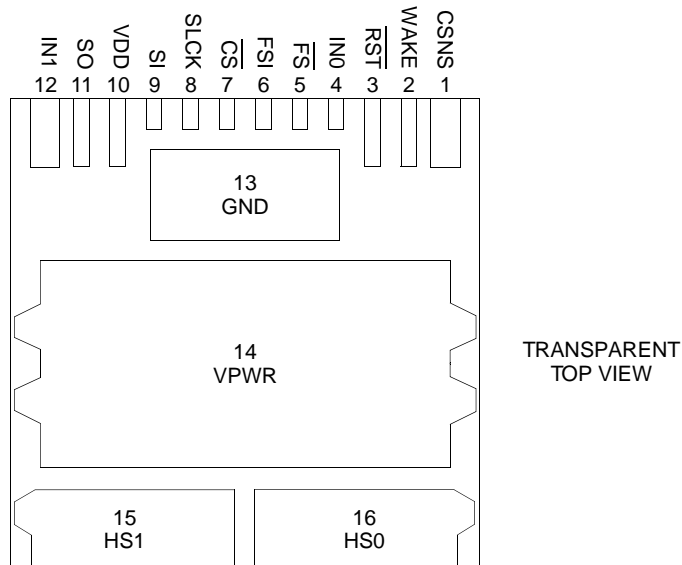 IN1
SO
VDD
SI
SLCK
CS
FSI
FS
IN0
RST
WAKE
CSNS
12 11 10 9 8 7 6 5 4 3 2 1
13
GND
14
VPWR
TRANSPARENT
TOP VIEW
15
HS1
16
HS0